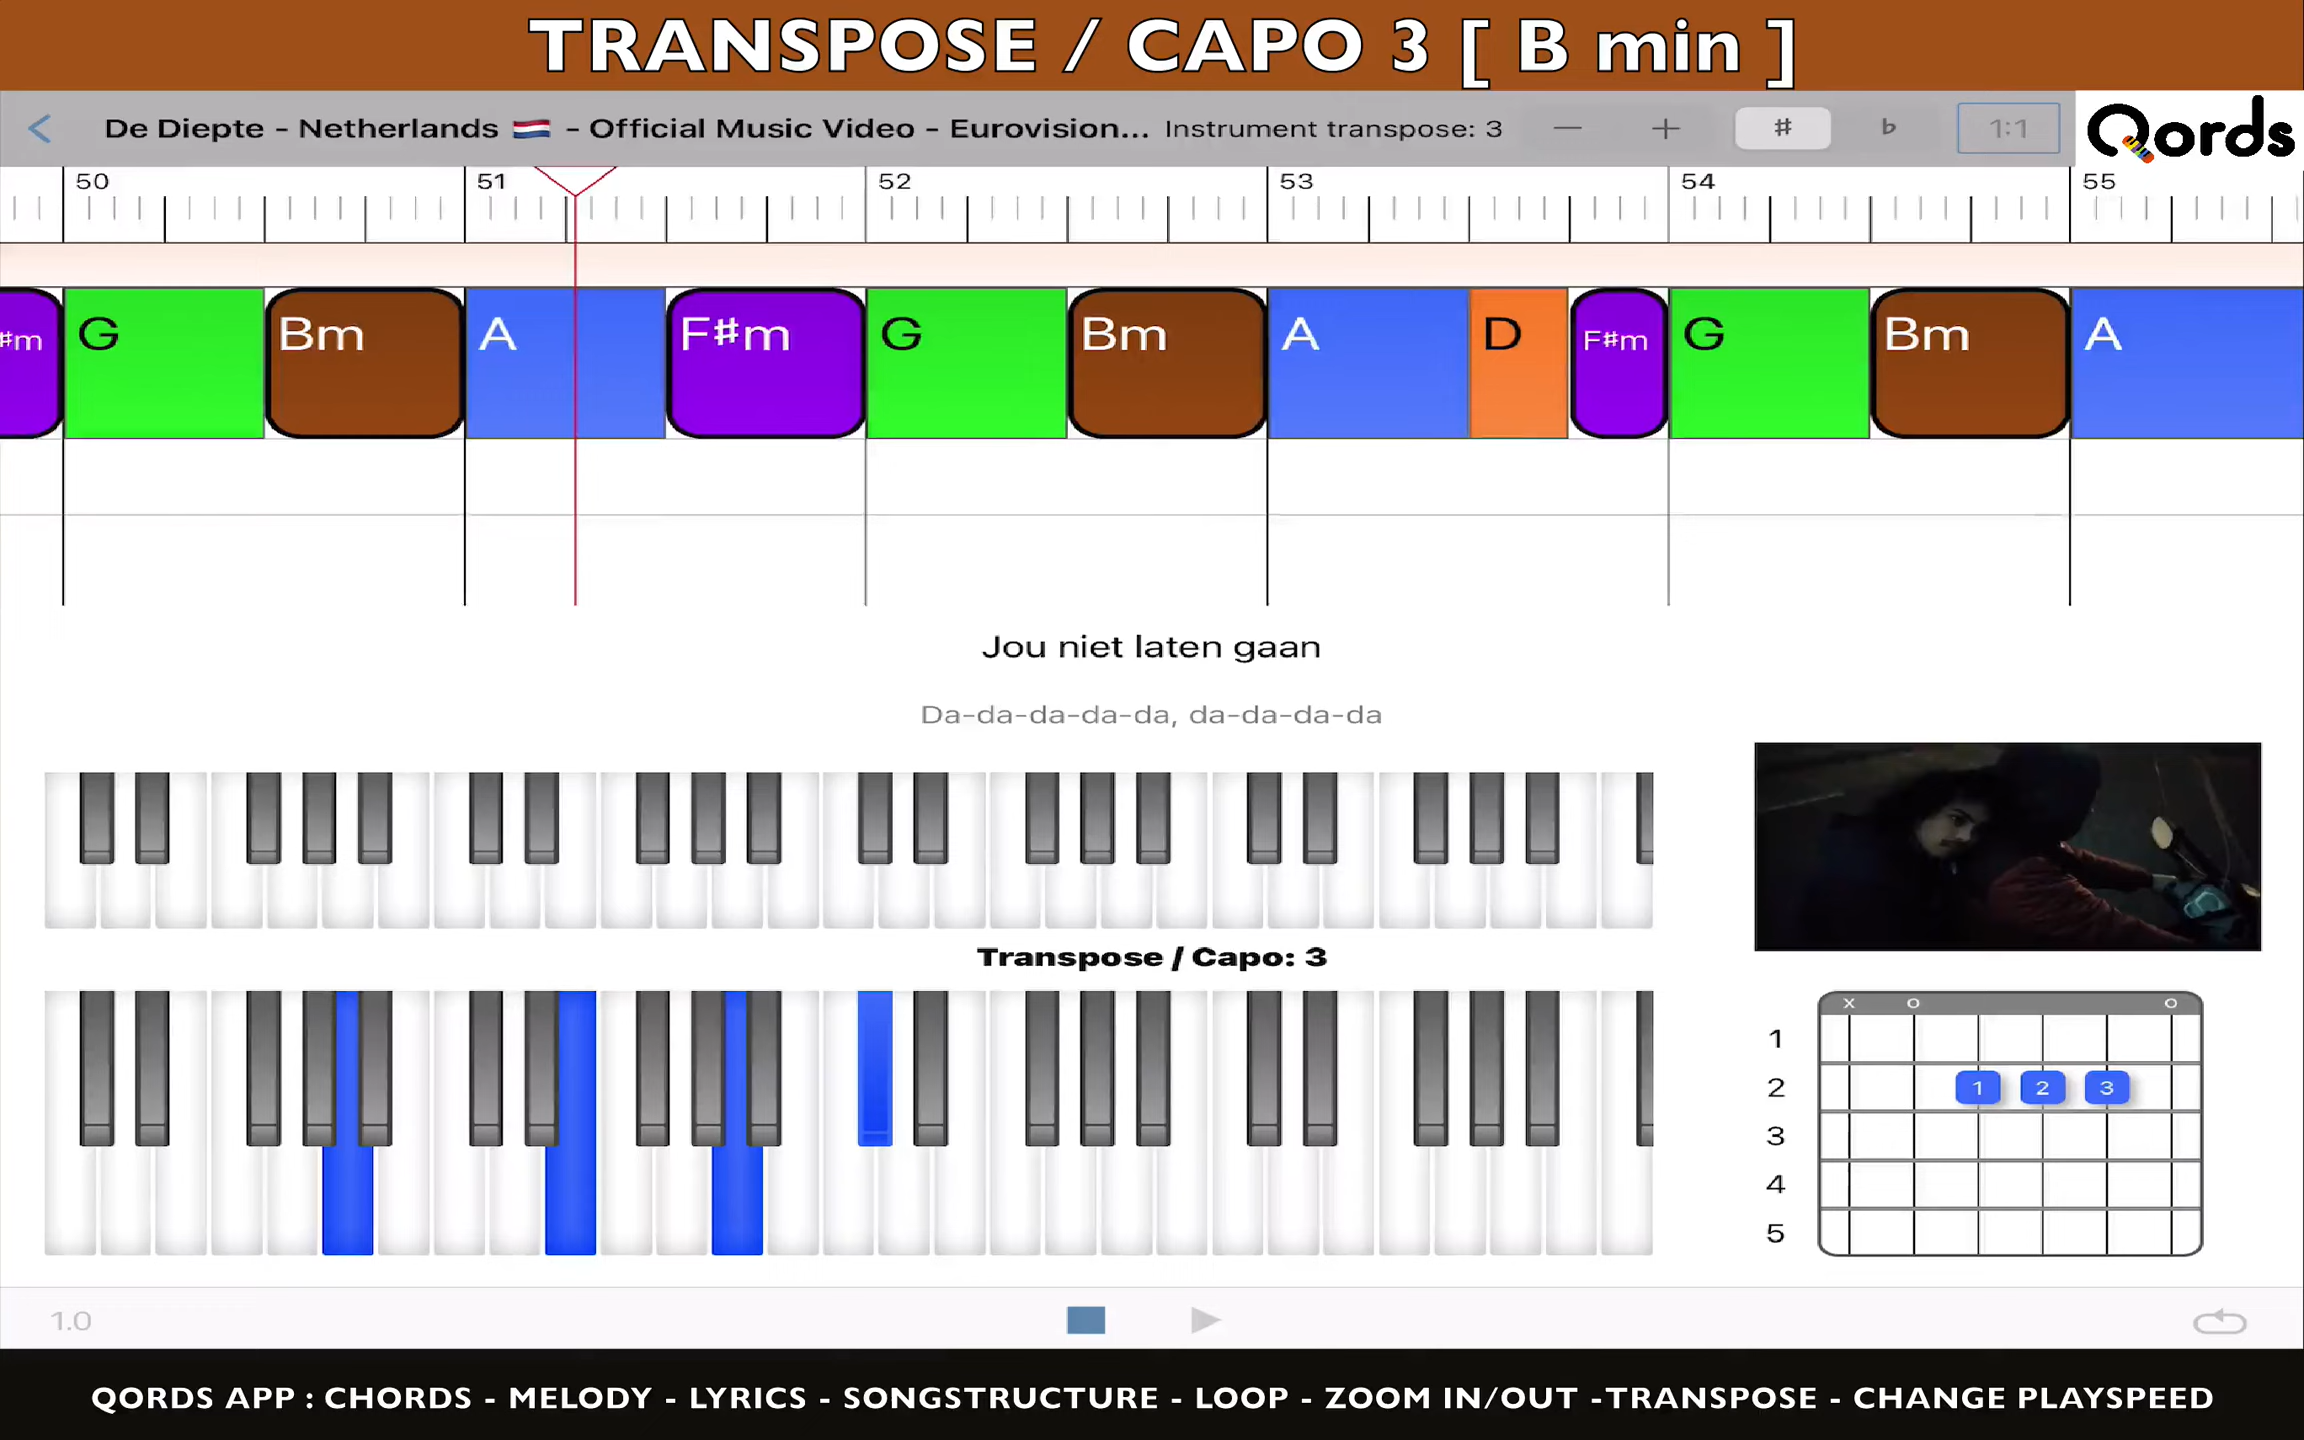 TRANSPOSE / CAPO 3 [ B min ]
De Diepte - Netherlands 🇳🇱 - Official Music Video - Eurovision... Instrument transpose: 3 — + ♯ ♭ 1:1 Qords
50 51 52 53 54 55
#m G Bm A F#m G Bm A D F#m G Bm A
Jou niet laten gaan
Da-da-da-da-da, da-da-da-da
Transpose / Capo: 3
x o o
1
2 1 2 3
3
4
5
1.0
QORDS APP : CHORDS - MELODY - LYRICS - SONGSTRUCTURE - LOOP - ZOOM IN/OUT -TRANSPOSE - CHANGE PLAYSPEED